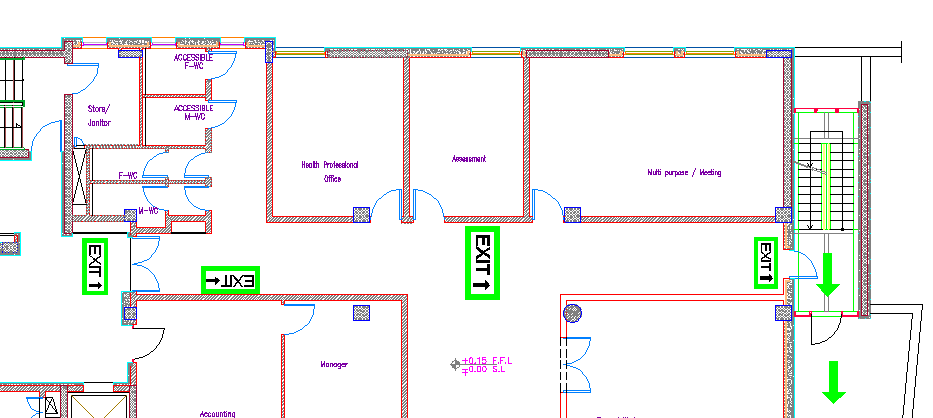 ACCESSIBLE
F-WC
Store/
Janitor
ACCESSIBLE
M-WC
Health Professional
Office
Assessment
Multi purpose / Meeting
F-WC
M-WC
EXIT
EXIT
EXIT
EXIT
+0.15 F.F.L
∓0.00 S.L
Manager
Accounting